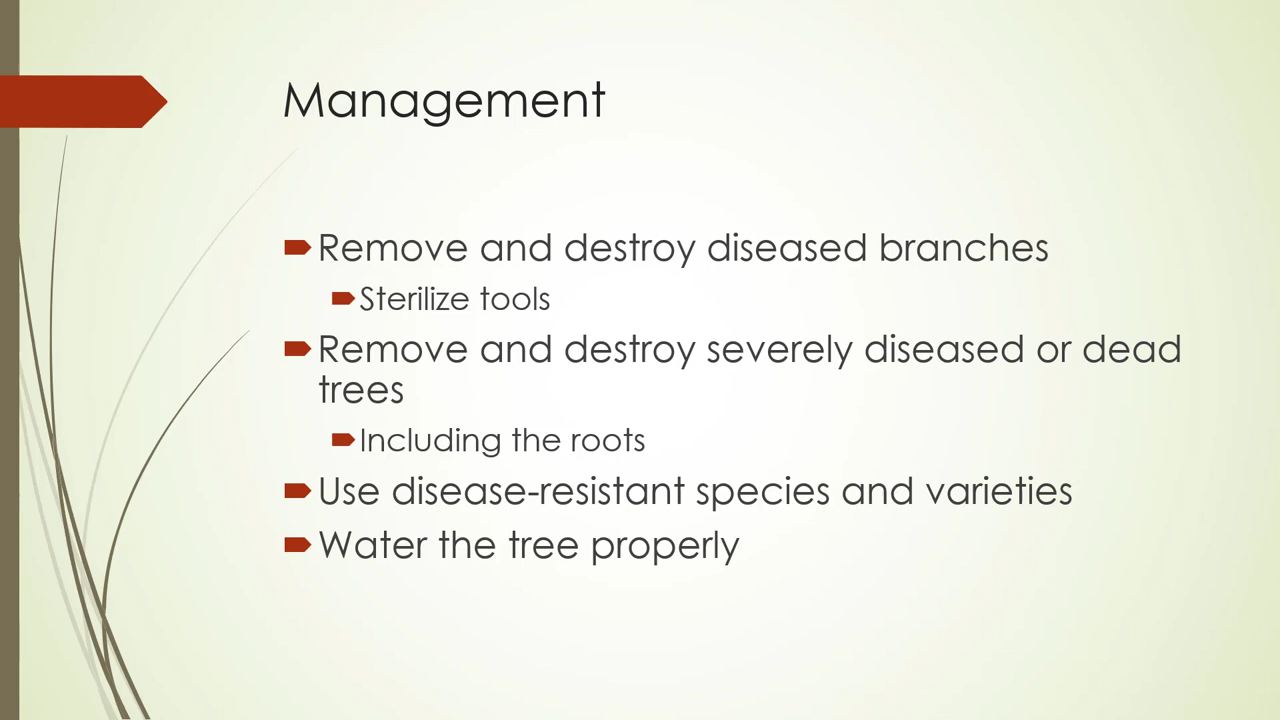 Management
Remove and destroy diseased branches
Sterilize tools
Remove and destroy severely diseased or dead
trees
Including the roots
Use disease-resistant species and varieties
Water the tree properly